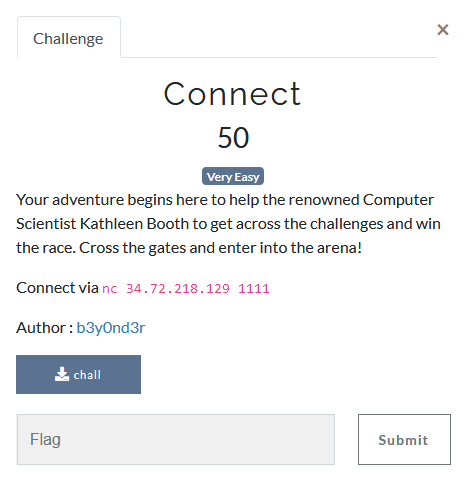 Challenge
×
Connect
50
Very Easy
Your adventure begins here to help the renowned Computer
Scientist Kathleen Booth to get across the challenges and win
the race. Cross the gates and enter into the arena!
Connect via nc 34.72.218.129 1111
Author : b3y0nd3r
chall
Flag
Submit